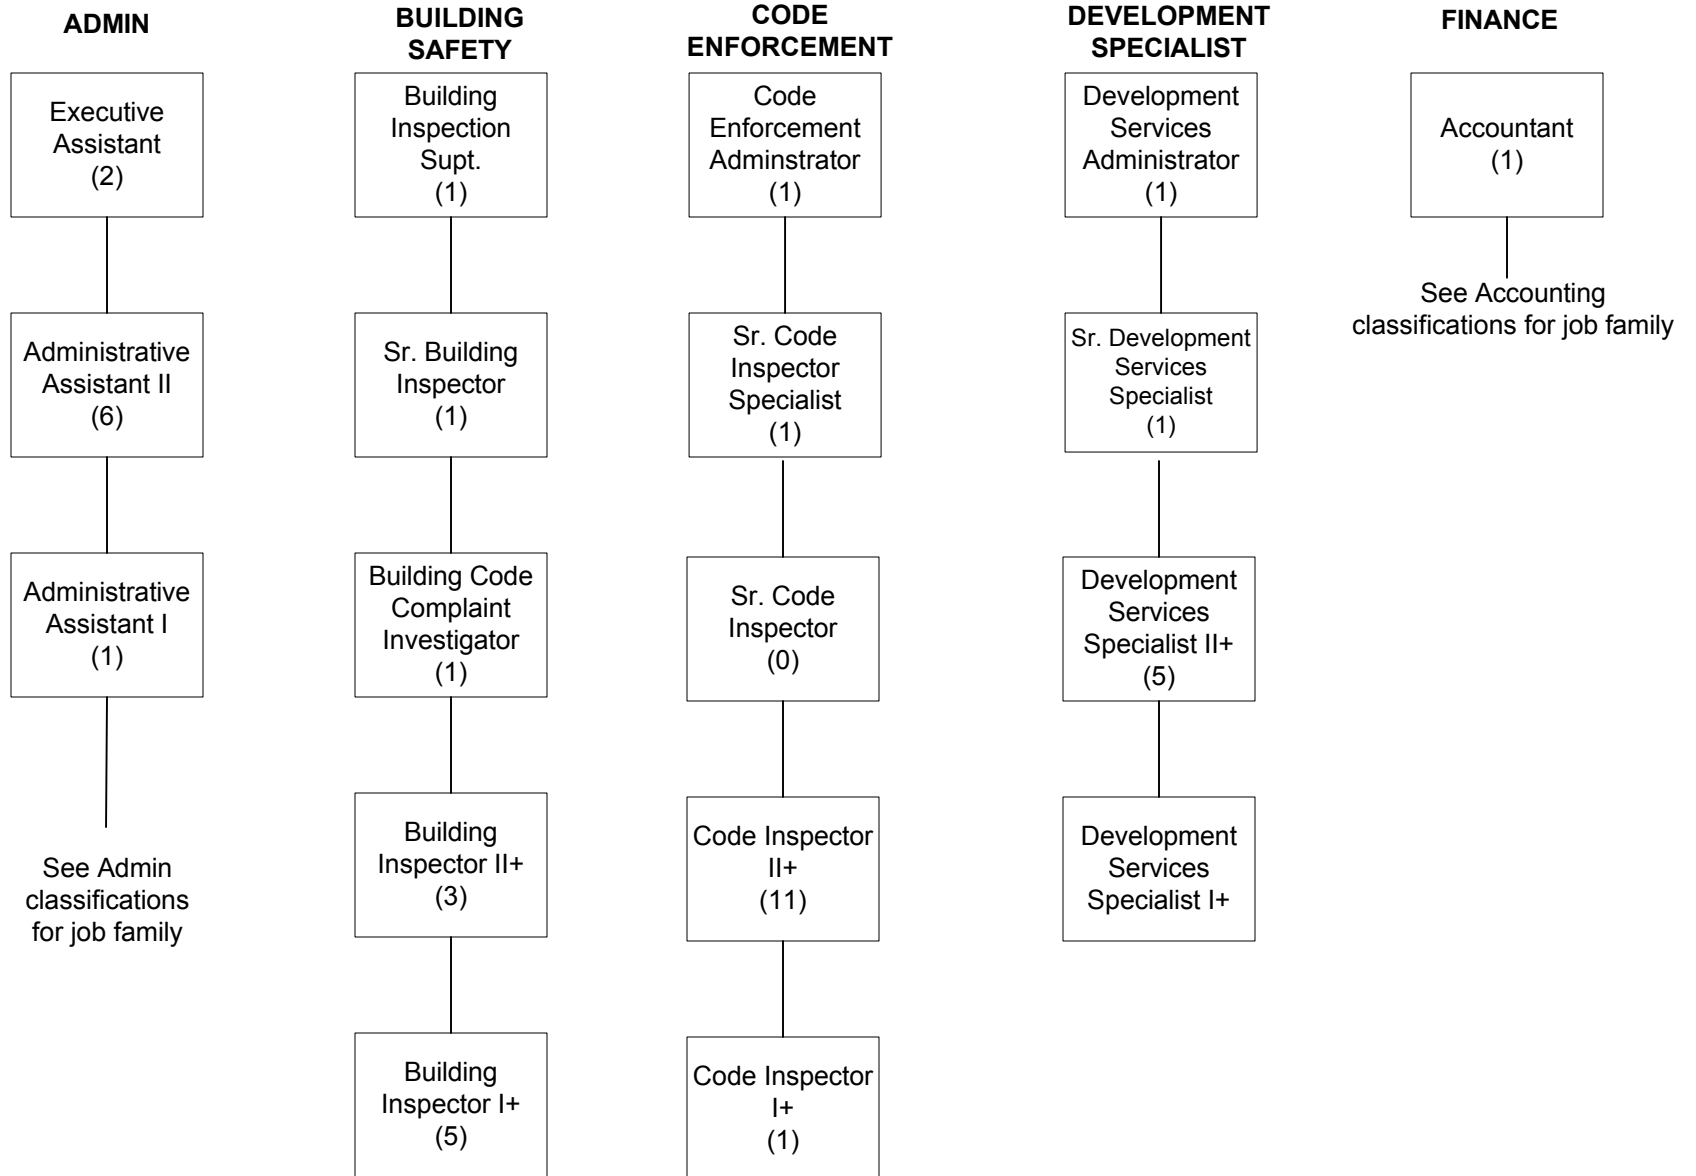 ADMIN
Executive
Assistant
(2)
Administrative
Assistant II
(6)
Administrative
Assistant I
(1)
See Admin
classifications
for job family
BUILDING
SAFETY
Building
Inspection
Supt.
(1)
Sr. Building
Inspector
(1)
Building Code
Complaint
Investigator
(1)
Building
Inspector II+
(3)
Building
Inspector I+
(5)
CODE
ENFORCEMENT
Code
Enforcement
Adminstrator
(1)
Sr. Code
Inspector
Specialist
(1)
Sr. Code
Inspector
(0)
Code Inspector
II+
(11)
Code Inspector
I+
(1)
DEVELOPMENT
SPECIALIST
Development
Services
Administrator
(1)
Sr. Development
Services
Specialist
(1)
Development
Services
Specialist II+
(5)
Development
Services
Specialist I+
FINANCE
Accountant
(1)
See Accounting
classifications for job family